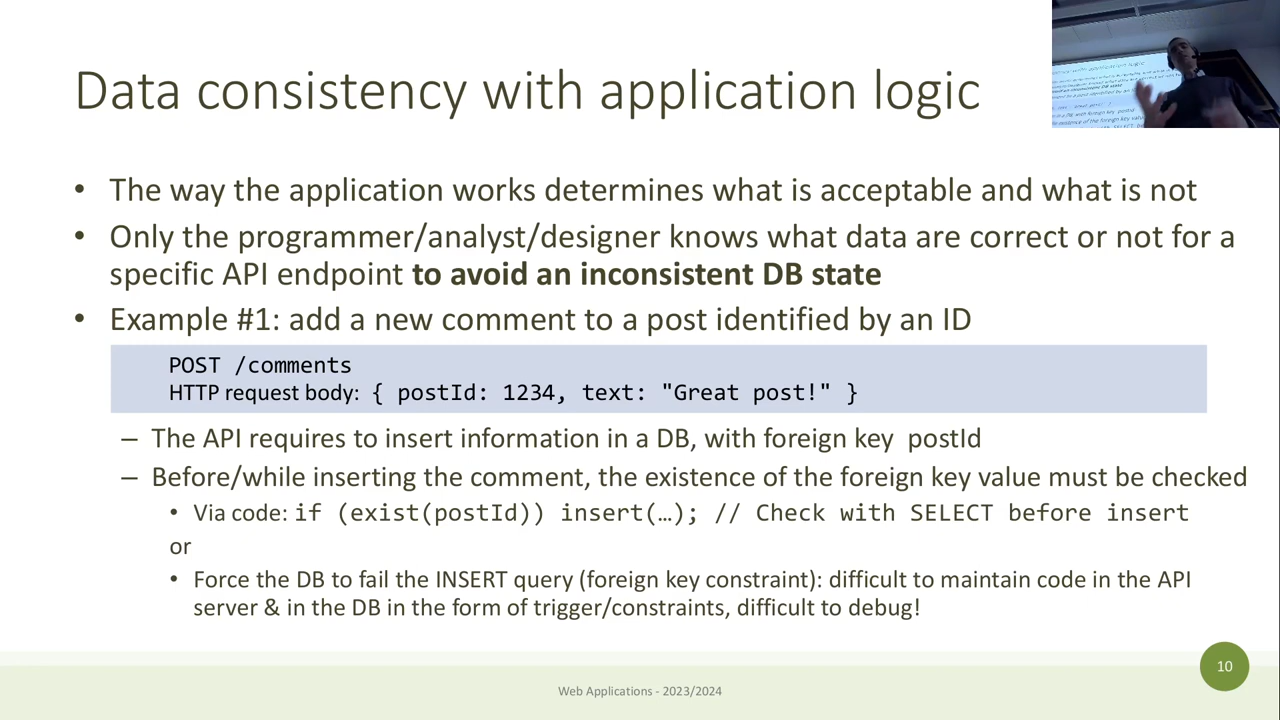 Data consistency with application logic
• The way the application works determines what is acceptable and what is not
• Only the programmer/analyst/designer knows what data are correct or not for a
specific API endpoint to avoid an inconsistent DB state
• Example #1: add a new comment to a post identified by an ID
POST /comments
HTTP request body: { postId: 1234, text: "Great post!" }
– The API requires to insert information in a DB, with foreign key postId
– Before/while inserting the comment, the existence of the foreign key value must be checked
• Via code: if (exist(postId)) insert(…); // Check with SELECT before insert
or
• Force the DB to fail the INSERT query (foreign key constraint): difficult to maintain code in the API
server & in the DB in the form of trigger/constraints, difficult to debug!
10
Web Applications - 2023/2024